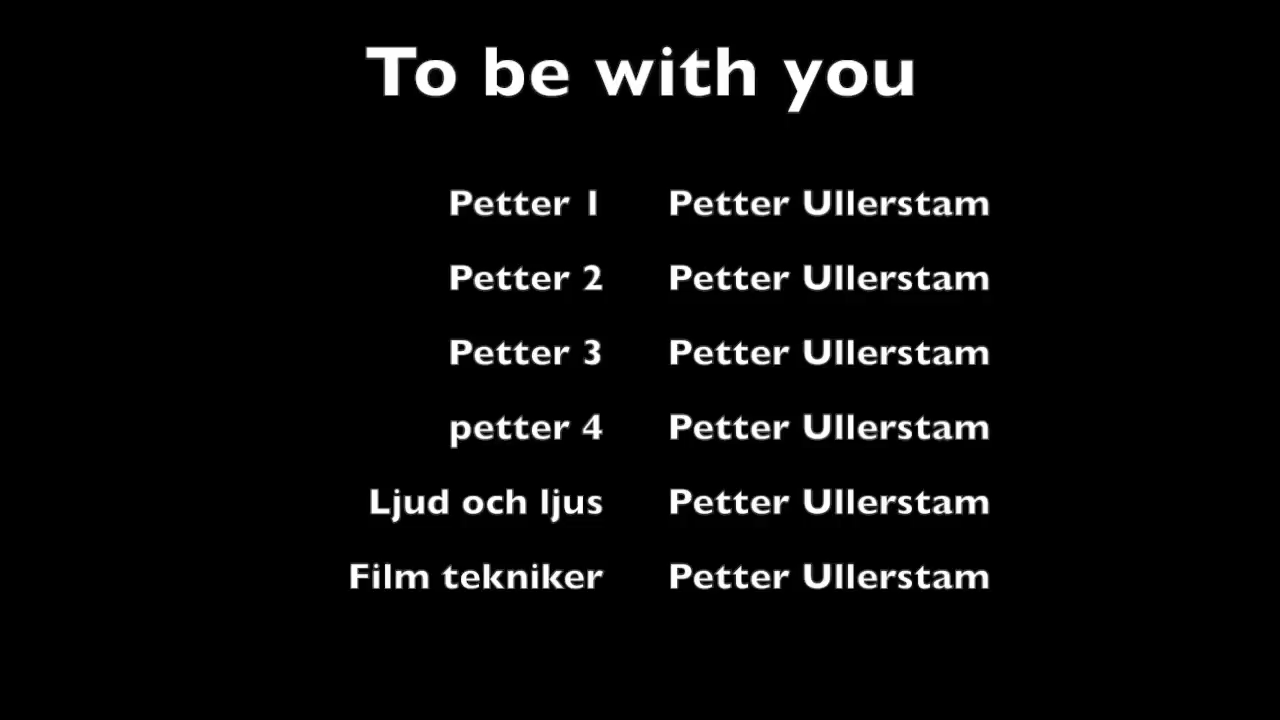 To be with you
Petter 1 Petter Ullerstam
Petter 2 Petter Ullerstam
Petter 3 Petter Ullerstam
petter 4 Petter Ullerstam
Ljud och ljus Petter Ullerstam
Film tekniker Petter Ullerstam